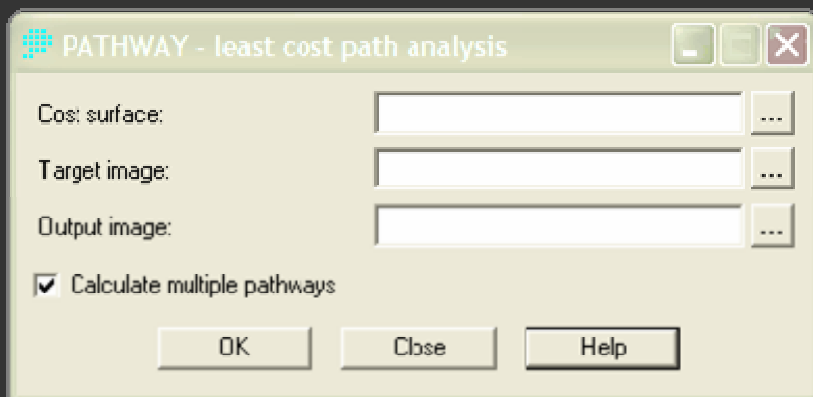 PATHWAY - least cost path analysis
Cost surface: ...
Target image: ...
Output image: ...
Calculate multiple pathways
OK Close Help